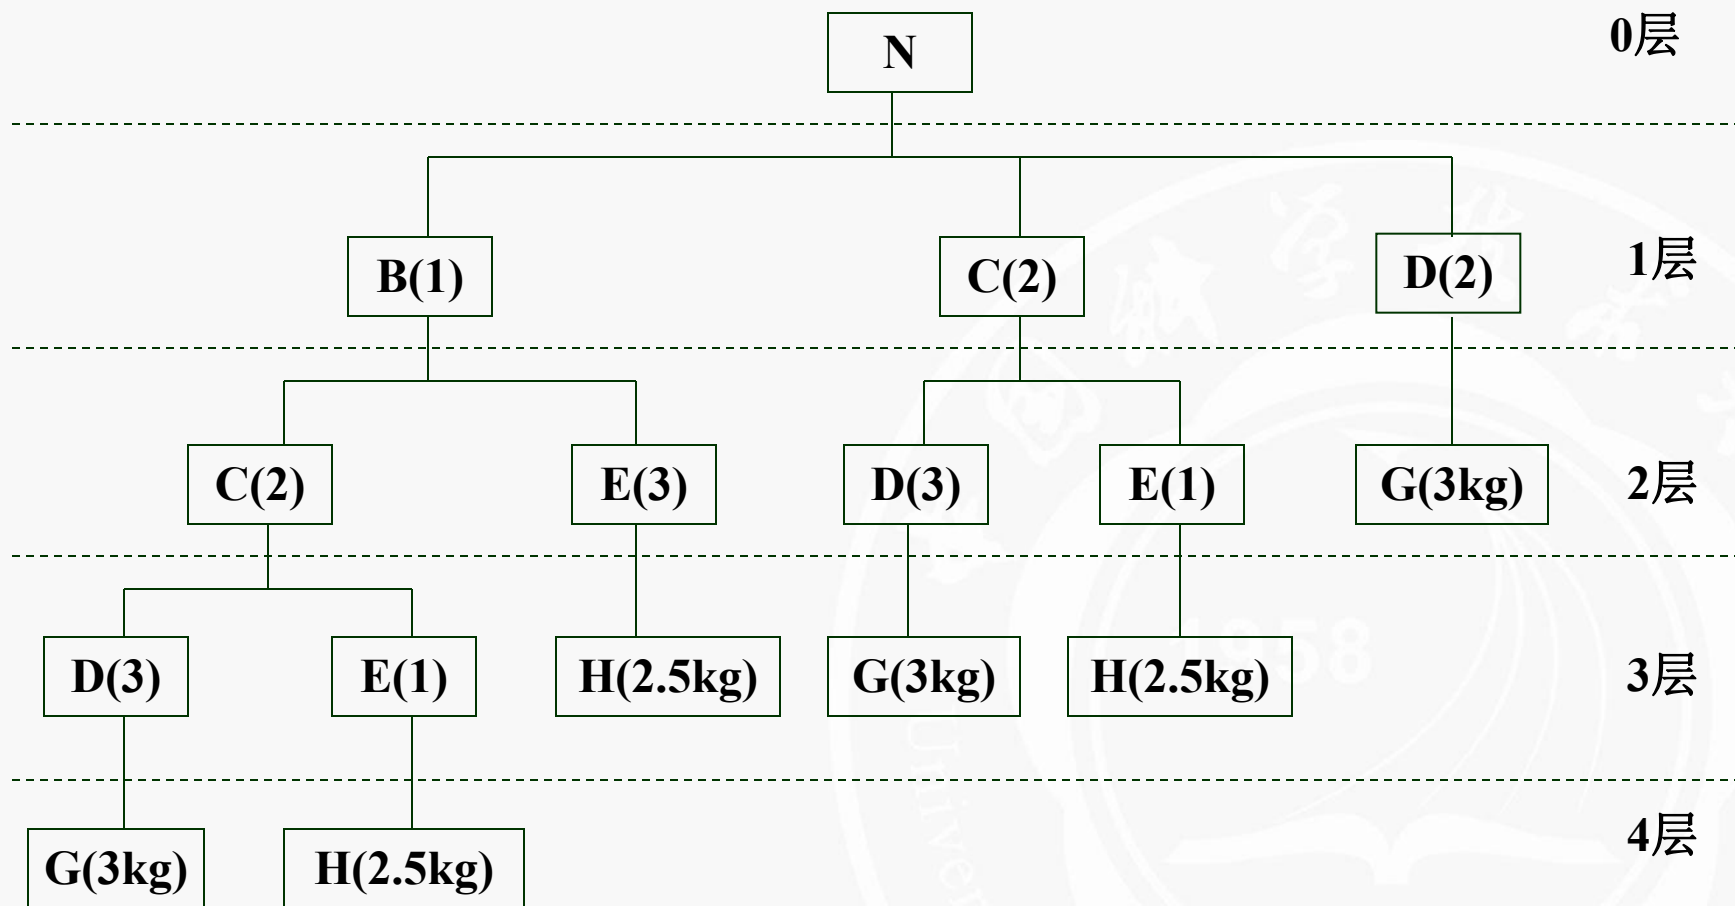 N
0层
B(1)
C(2)
D(2)
1层
C(2)
E(3)
D(3)
E(1)
G(3kg)
2层
D(3)
E(1)
H(2.5kg)
G(3kg)
H(2.5kg)
1958
3层
G(3kg)
H(2.5kg)
4层